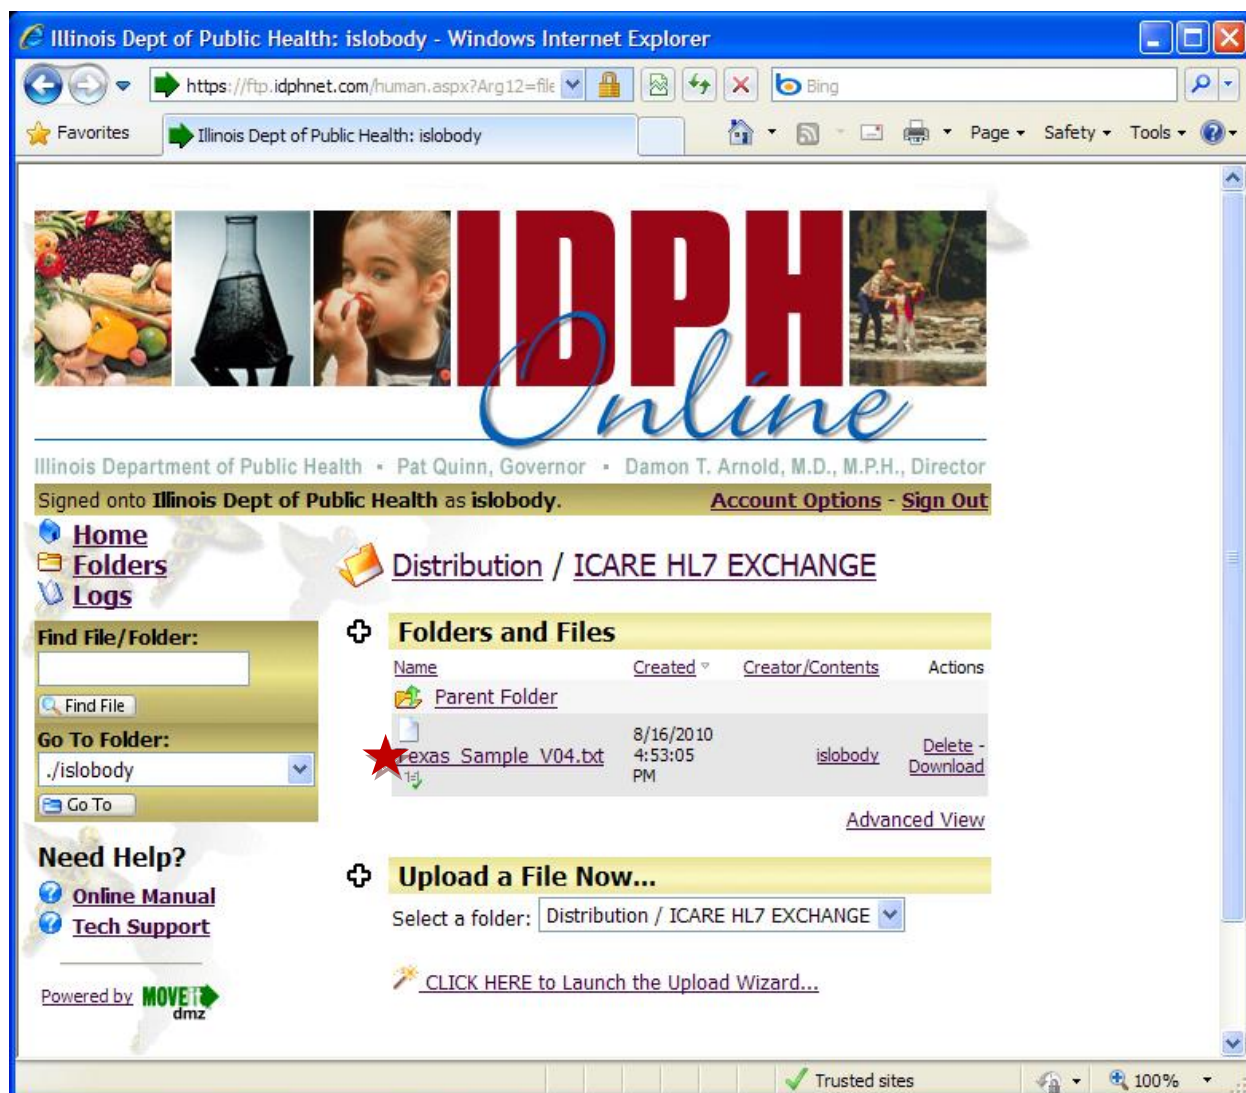 Illinois Dept of Public Health: islobody - Windows Internet Explorer
https://ftp.idphnet.com/human.aspx?Arg12=file
Bing
Favorites
Illinois Dept of Public Health: islobody
Page
Safety
Tools
IDPH
Online
Illinois Department of Public Health ▪ Pat Quinn, Governor ▪ Damon T. Arnold, M.D., M.P.H., Director
Signed onto Illinois Dept of Public Health as islobody.
Account Options - Sign Out
Home
Folders
Logs
Distribution / ICARE HL7 EXCHANGE
Find File/Folder:
Find File
Go To Folder:
./islobody
Go To
Folders and Files
Name Created Creator/Contents Actions
Parent Folder
Texas_Sample_V04.txt
8/16/2010
4:53:05
PM
islobody
Delete -
Download
Advanced View
Need Help?
Online Manual
Tech Support
Powered by MOVEit
dmz
Upload a File Now...
Select a folder: Distribution / ICARE HL7 EXCHANGE
CLICK HERE to Launch the Upload Wizard...
Trusted sites
100%